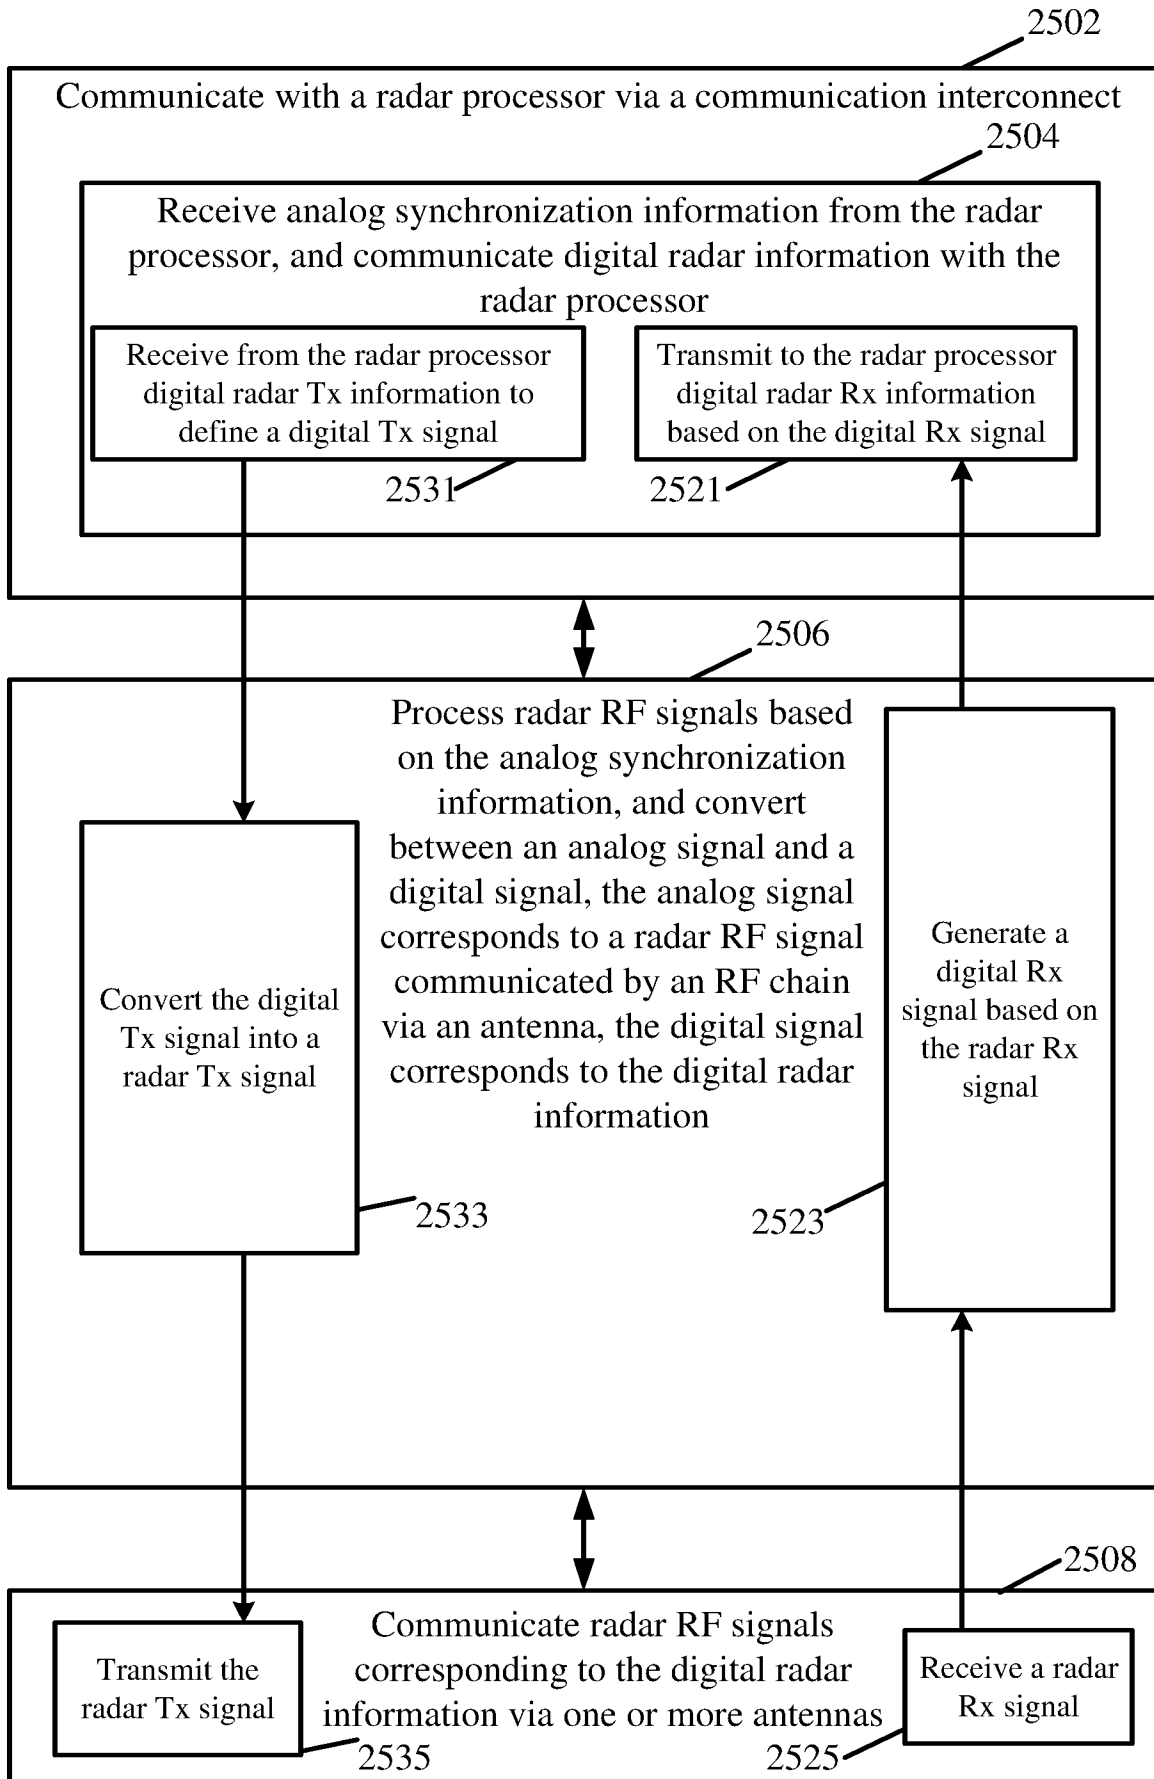 2502
Communicate with a radar processor via a communication interconnect
2504
Receive analog synchronization information from the radar
processor, and communicate digital radar information with the
radar processor
Receive from the radar processor
digital radar Tx information to
define a digital Tx signal
2531
Transmit to the radar processor
digital radar Rx information
based on the digital Rx signal
2521
2506
Process radar RF signals based
on the analog synchronization
information, and convert
between an analog signal and a
digital signal, the analog signal
corresponds to a radar RF signal
communicated by an RF chain
via an antenna, the digital signal
corresponds to the digital radar
information
Convert the digital
Tx signal into a
radar Tx signal
2533
Generate a
digital Rx
signal based on
the radar Rx
signal
2523
2508
Communicate radar RF signals
corresponding to the digital radar
information via one or more antennas
Transmit the
radar Tx signal
2535
Receive a radar
Rx signal
2525